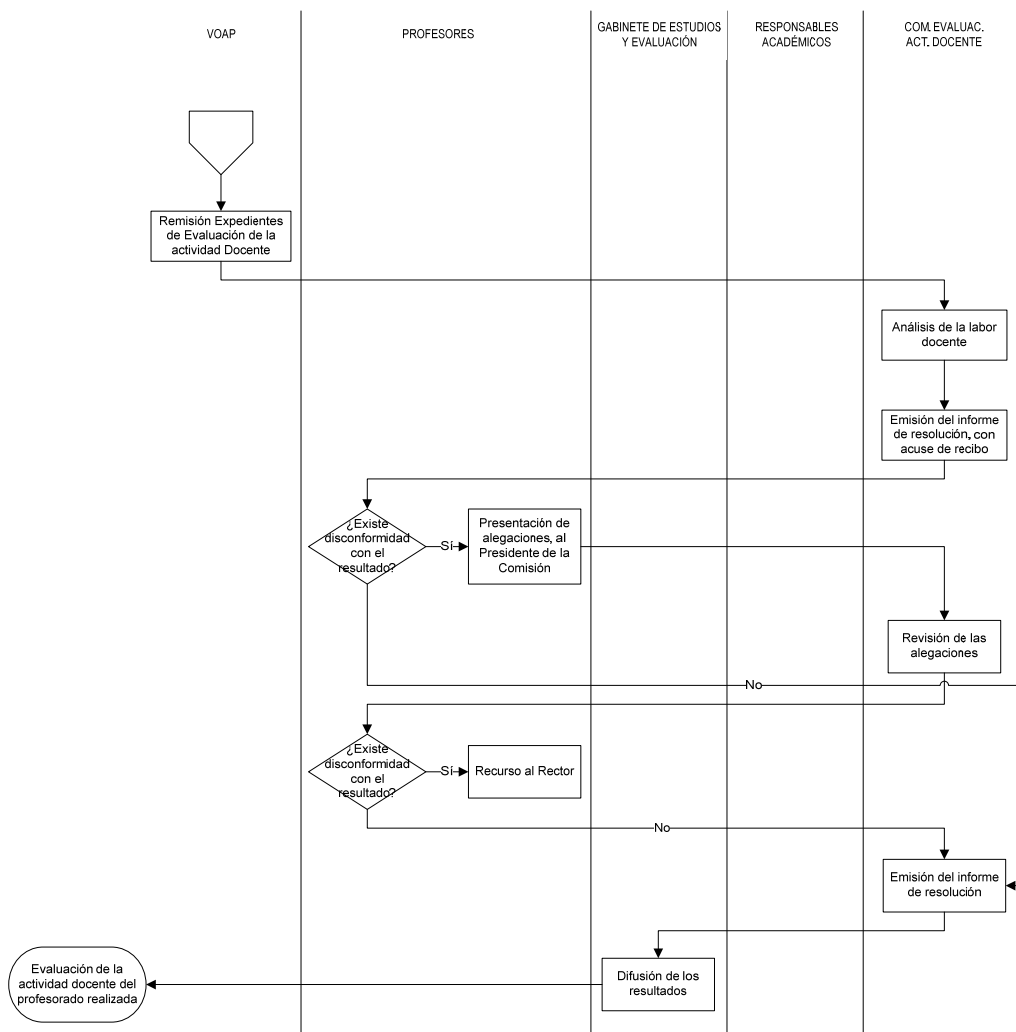 VOAP
PROFESORES
GABINETE DE ESTUDIOS
Y EVALUACIÓN
RESPONSABLES
ACADÉMICOS
COM. EVALUAC.
ACT. DOCENTE
Remisión Expedientes
de Evaluación de la
actividad Docente
Análisis de la labor
docente
Emisión del informe
de resolución, con
acuse de recibo
¿Existe
disconformidad
con el
resultado?
Sí
Presentación de
alegaciones, al
Presidente de la
Comisión
Revisión de las
alegaciones
No
¿Existe
disconformidad
con el
resultado?
Sí
Recurso al Rector
No
Emisión del informe
de resolución
Difusión de los
resultados
Evaluación de la
actividad docente del
profesorado realizada